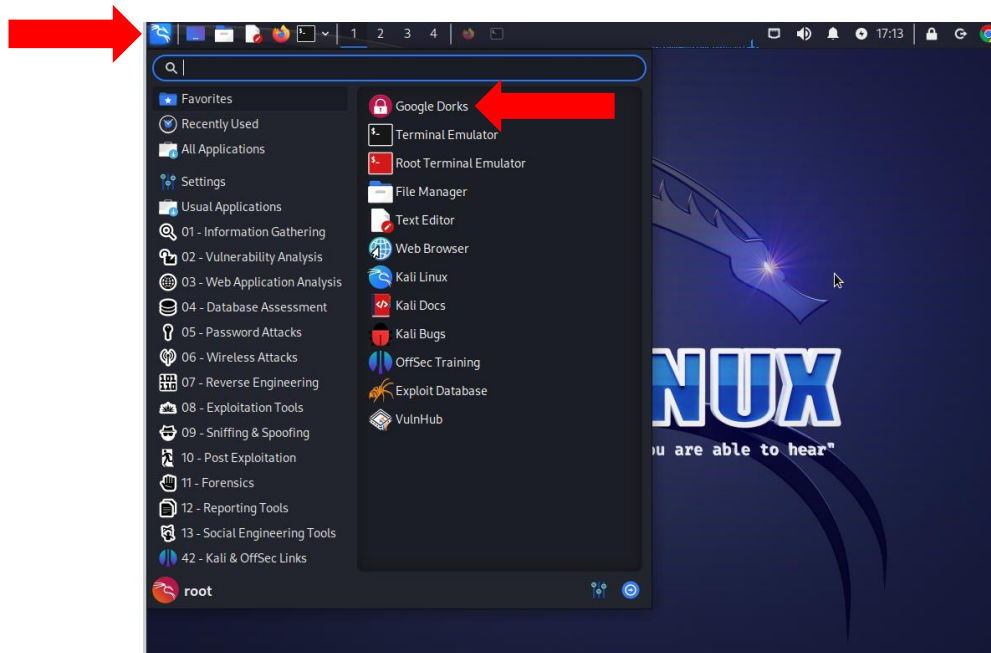 1 2 3 4 17:13
Favorites
Recently Used
All Applications
Settings
Usual Applications
01 - Information Gathering
02 - Vulnerability Analysis
03 - Web Application Analysis
04 - Database Assessment
05 - Password Attacks
06 - Wireless Attacks
07 - Reverse Engineering
08 - Exploitation Tools
09 - Sniffing & Spoofing
10 - Post Exploitation
11 - Forensics
12 - Reporting Tools
13 - Social Engineering Tools
42 - Kali & OffSec Links
Google Dorks
Terminal Emulator
Root Terminal Emulator
File Manager
Text Editor
Web Browser
Kali Linux
Kali Docs
Kali Bugs
OffSec Training
Exploit Database
VulnHub
root
NUX
ou are able to hear"